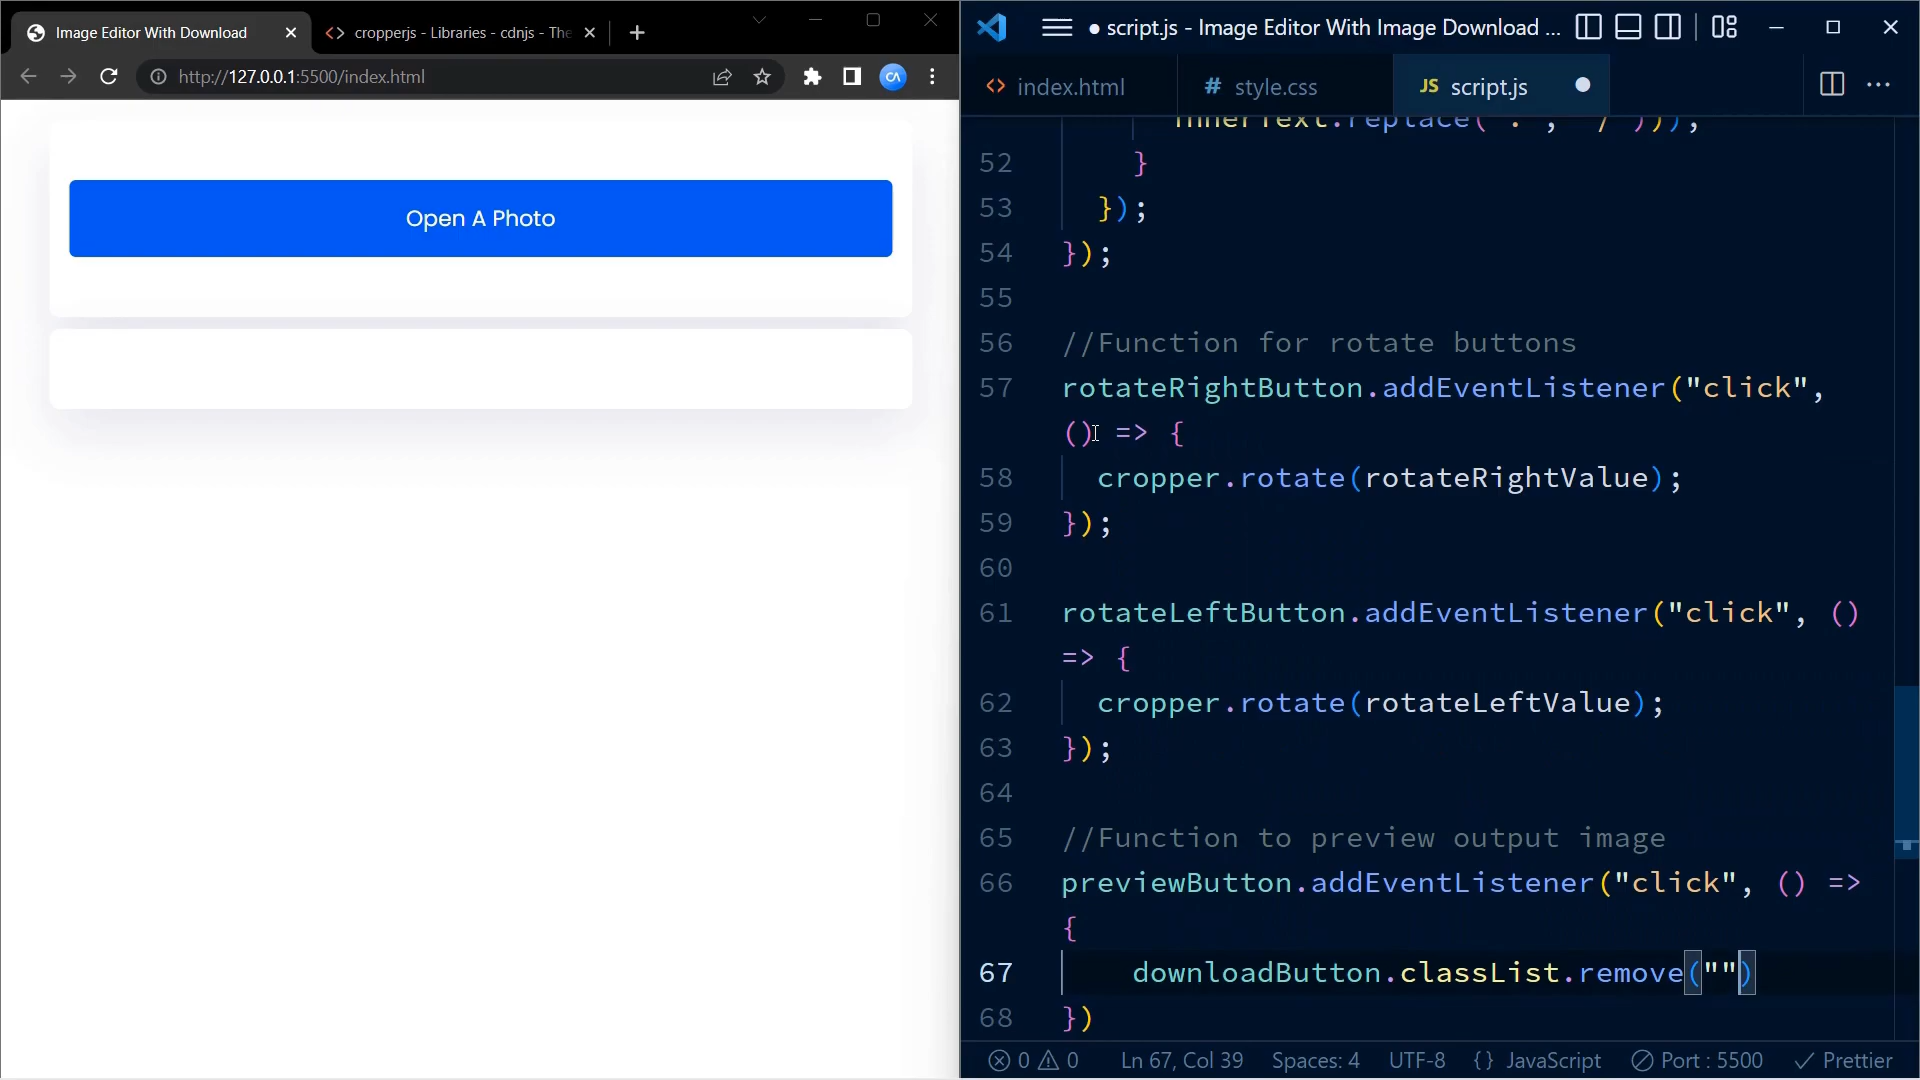 Image Editor With Download
cropperjs - Libraries - cdnjs - The
http://127.0.0.1:5500/index.html
CA
Open A Photo
● script.js - Image Editor With Image Download ...
<> index.html
# style.css
JS script.js ●
innerText.replace(":", "/")));
52 }
53 });
54 });
55
56 //Function for rotate buttons
57 rotateRightButton.addEventListener("click",
() => {
58 cropper.rotate(rotateRightValue);
59 });
60
61 rotateLeftButton.addEventListener("click", ()
=> {
62 cropper.rotate(rotateLeftValue);
63 });
64
65 //Function to preview output image
66 previewButton.addEventListener("click", () =>
{
67 downloadButton.classList.remove("")
68 })
0 0 Ln 67, Col 39 Spaces: 4 UTF-8 {} JavaScript Port : 5500 Prettier